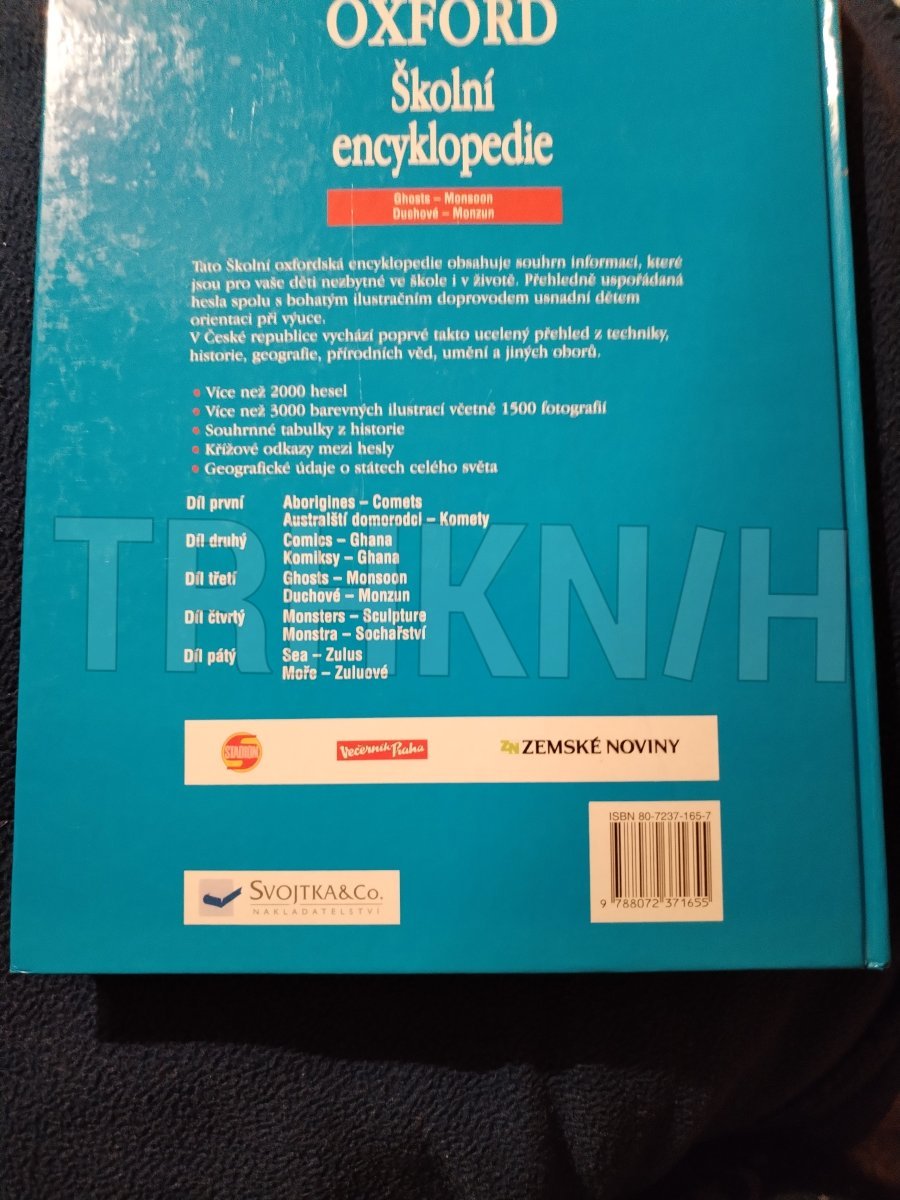 OXFORD
Školní
encyklopedie
Ghosts – Monsoon
Duchové – Monzun
Tato Školní oxfordská encyklopedie obsahuje souhrn informací, které
jsou pro vaše děti nezbytné ve škole i v životě. Přehledně uspořádaná
hesla spolu s bohatým ilustračním doprovodem usnadní dětem
orientaci při výuce.
V České republice vychází poprvé takto ucelený přehled z techniky,
historie, geografie, přírodních věd, umění a jiných oborů.
• Více než 2000 hesel
• Více než 3000 barevných ilustrací včetně 1500 fotografií
• Souhrnné tabulky z historie
• Křížové odkazy mezi hesly
• Geografické údaje o státech celého světa
Díl první Aborigines – Comets
Australští domorodci – Komety
Díl druhý Comics – Ghana
Komiksy – Ghana
Díl třetí Ghosts – Monsoon
Duchové – Monzun
Díl čtvrtý Monsters – Sculpture
Monstra – Sochařství
Díl pátý Sea – Zulus
Moře – Zuluové
TRHKN/H
STADION
Večerník Praha
ZN ZEMSKÉ NOVINY
ISBN 80-7237-165-7
9 788072 371655
SVOJTKA&CO.
NAKLADATELSTVÍ